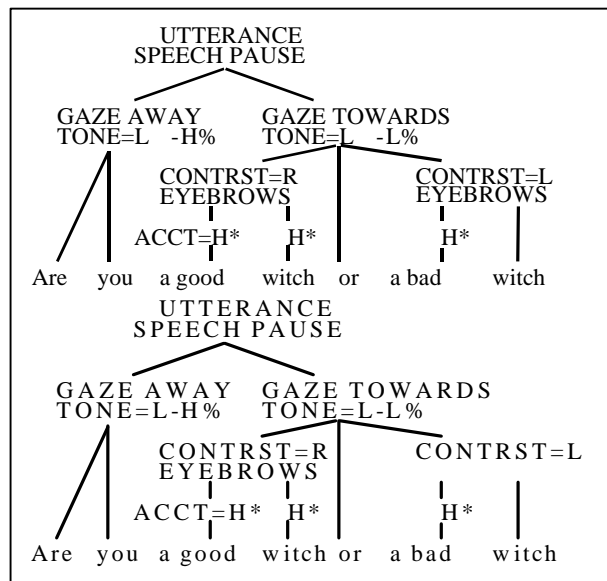 UTTERANCE
SPEECH PAUSE
GAZE AWAY GAZE TOWARDS
TONE=L -H% TONE=L -L%
CONTRST=R CONTRST=L
EYEBROWS EYEBROWS
ACCT=H* H* H*
Are you a good witch or a bad witch
UTTERANCE
SPEECH PAUSE
GAZE AWAY GAZE TOWARDS
TONE=L-H% TONE=L-L%
CONTRST=R CONTRST=L
EYEBROWS
ACCT=H* H* H*
Are you a good witch or a bad witch